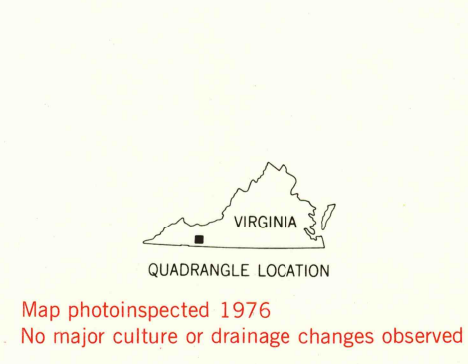 VIRGINIA
QUADRANGLE LOCATION
Map photoinspected 1976
No major culture or drainage changes observed